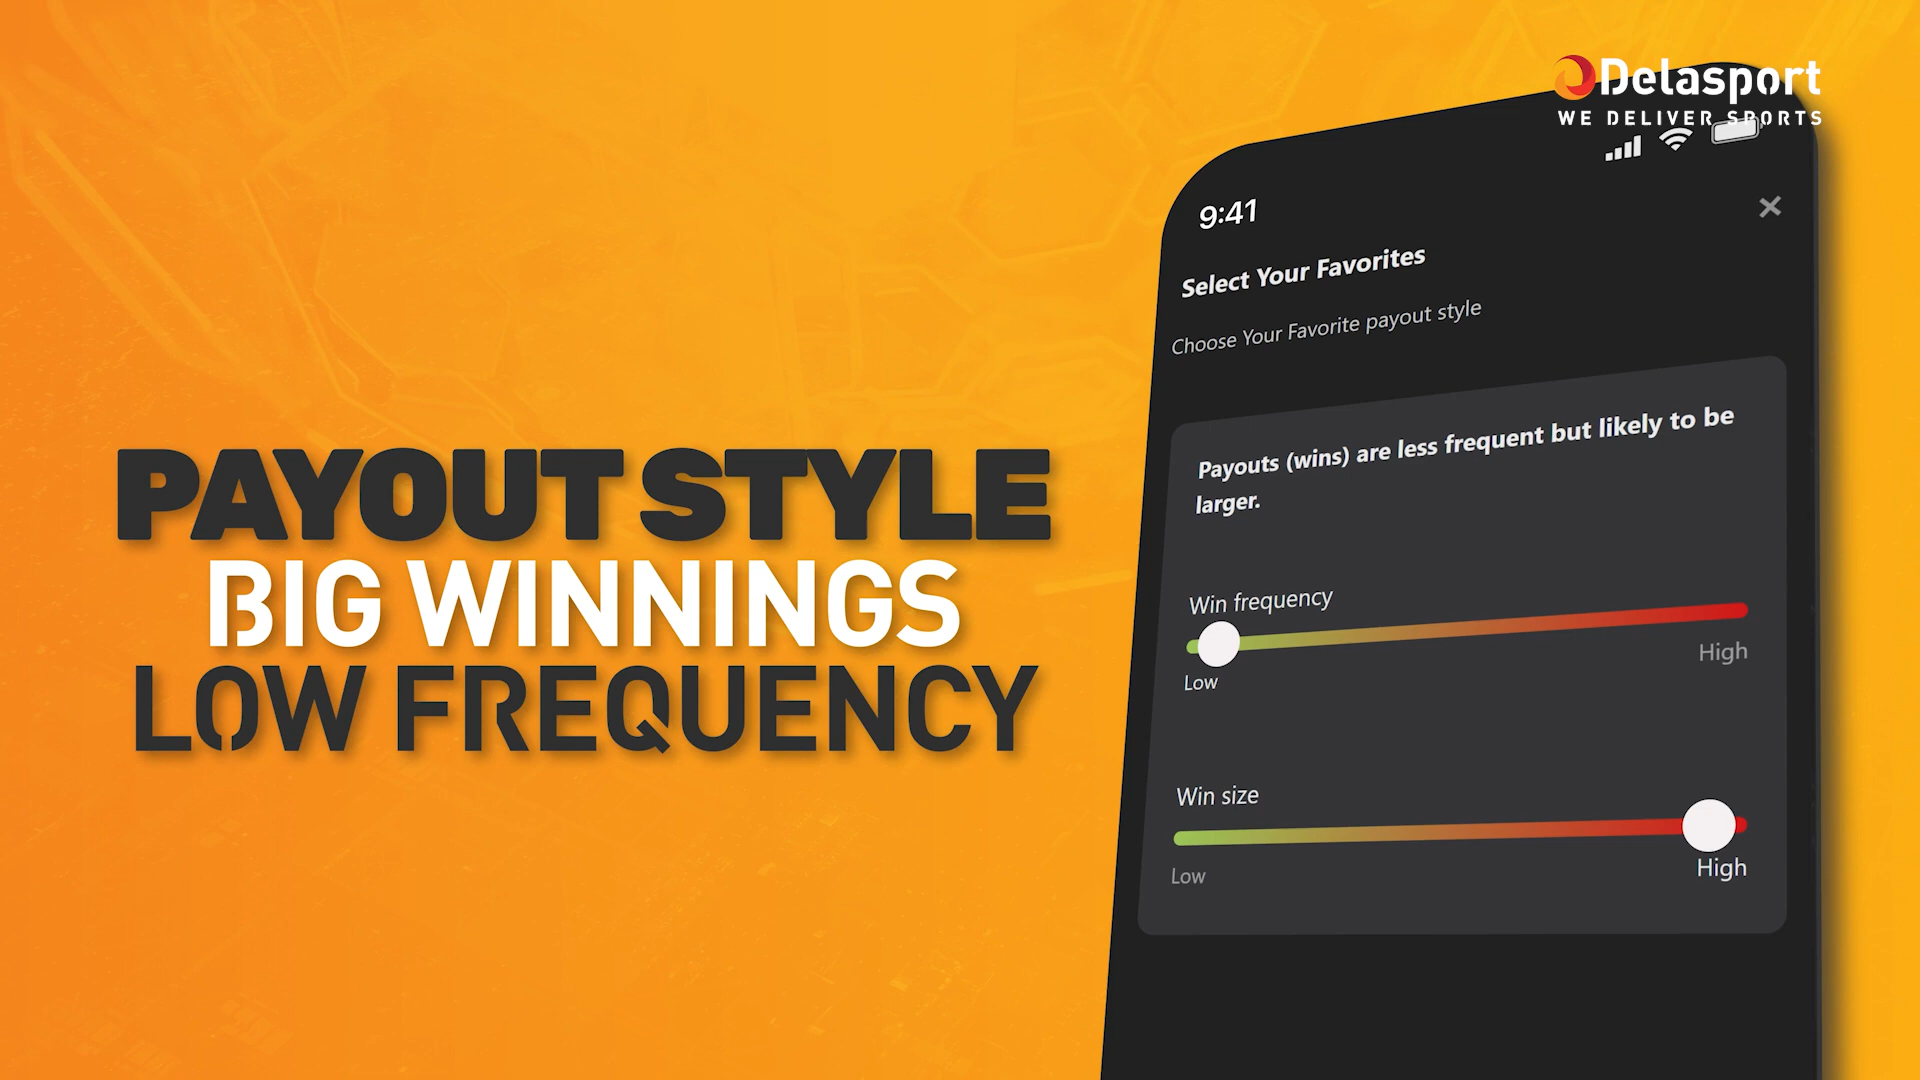 Delasport
WE DELIVER SPORTS
9:41
Select Your Favorites
Choose Your Favorite payout style
Payouts (wins) are less frequent but likely to be
larger.
Win frequency
Low
High
Win size
Low
High
PAYOUT STYLE
BIG WINNINGS
LOW FREQUENCY